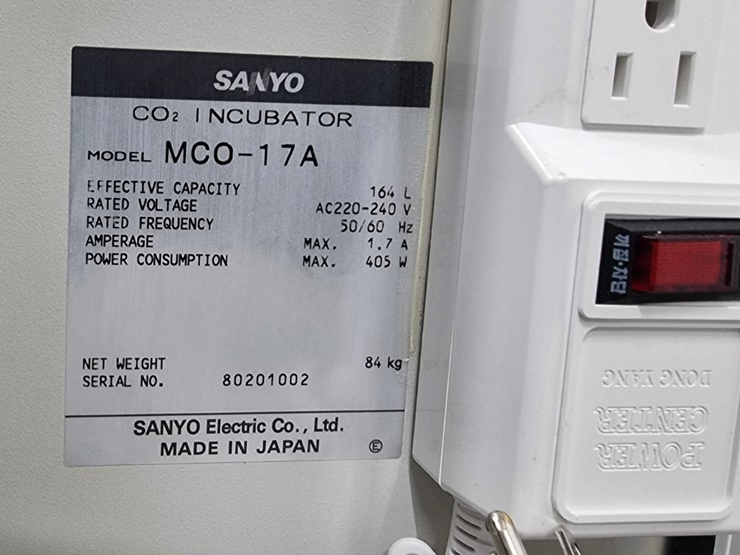 SANYO
CO₂ INCUBATOR
MODEL MCO-17A
EFFECTIVE CAPACITY 164 L
RATED VOLTAGE AC220-240 V
RATED FREQUENCY 50/60 Hz
AMPERAGE MAX. 1.7 A
POWER CONSUMPTION MAX. 405 W
NET WEIGHT 84 kg
SERIAL NO. 80201002
SANYO Electric Co., Ltd.
MADE IN JAPAN Ⓔ
DONG YANG
POWER
CENTER